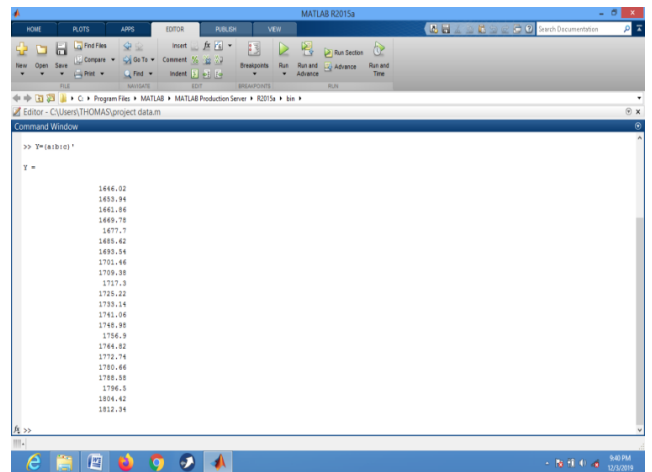 MATLAB R2015a
HOME PLOTS APPS EDITOR PUBLISH VIEW Search Documentation
Find Files Insert fx
New Open Save Compare Go To Comment Breakpoints Run Run and Advance Run Section Advance Run and Time
Print Find Indent
FILE NAVIGATE EDIT BREAKPOINTS RUN
C: Program Files MATLAB MATLAB Production Server R2015a bin
Editor - C:\Users\THOMAS\project data.m
Command Window
>> Y=(a:b:c)'
Y =
1646.02
1653.94
1661.86
1669.78
1677.7
1685.62
1693.54
1701.46
1709.38
1717.3
1725.22
1733.14
1741.06
1748.98
1756.9
1764.82
1772.74
1780.66
1788.58
1796.5
1804.42
1812.34
fx >>
9:40 PM
12/3/2019